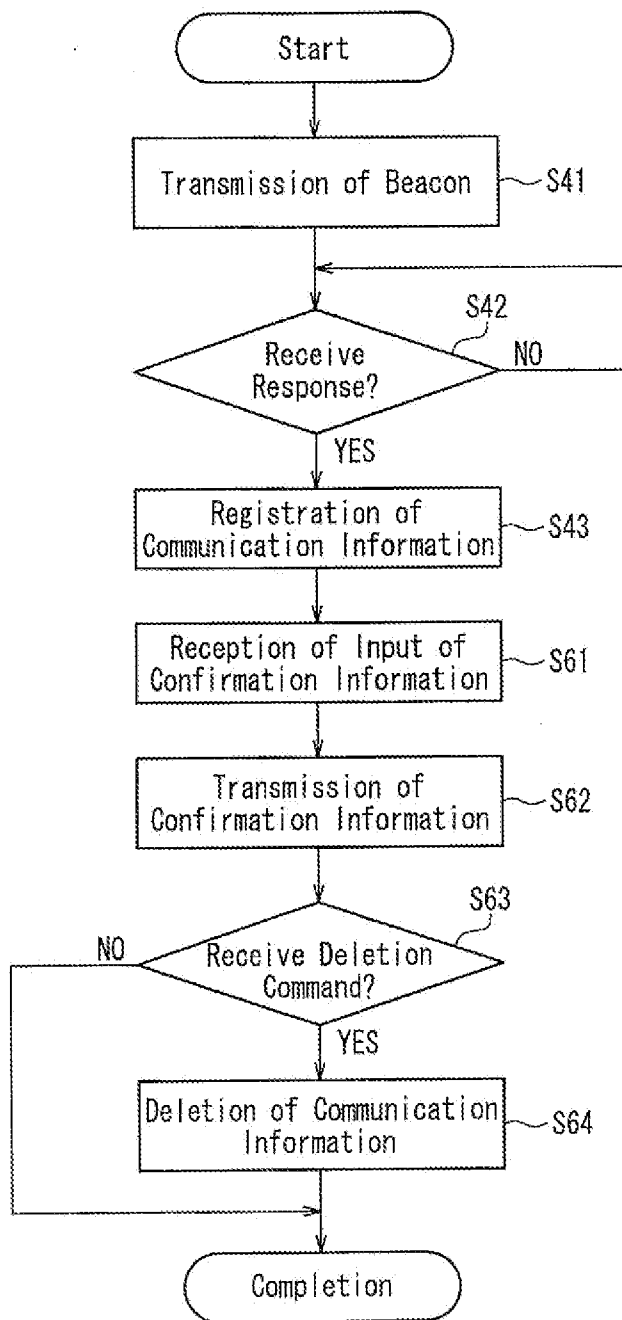 Start
Transmission of Beacon
S41
S42
Receive
Response?
NO
YES
Registration of
Communication Information
S43
Reception of Input of
Confirmation Information
S61
Transmission of
Confirmation Information
S62
S63
NO
Receive Deletion
Command?
YES
Deletion of Communication
Information
S64
Completion